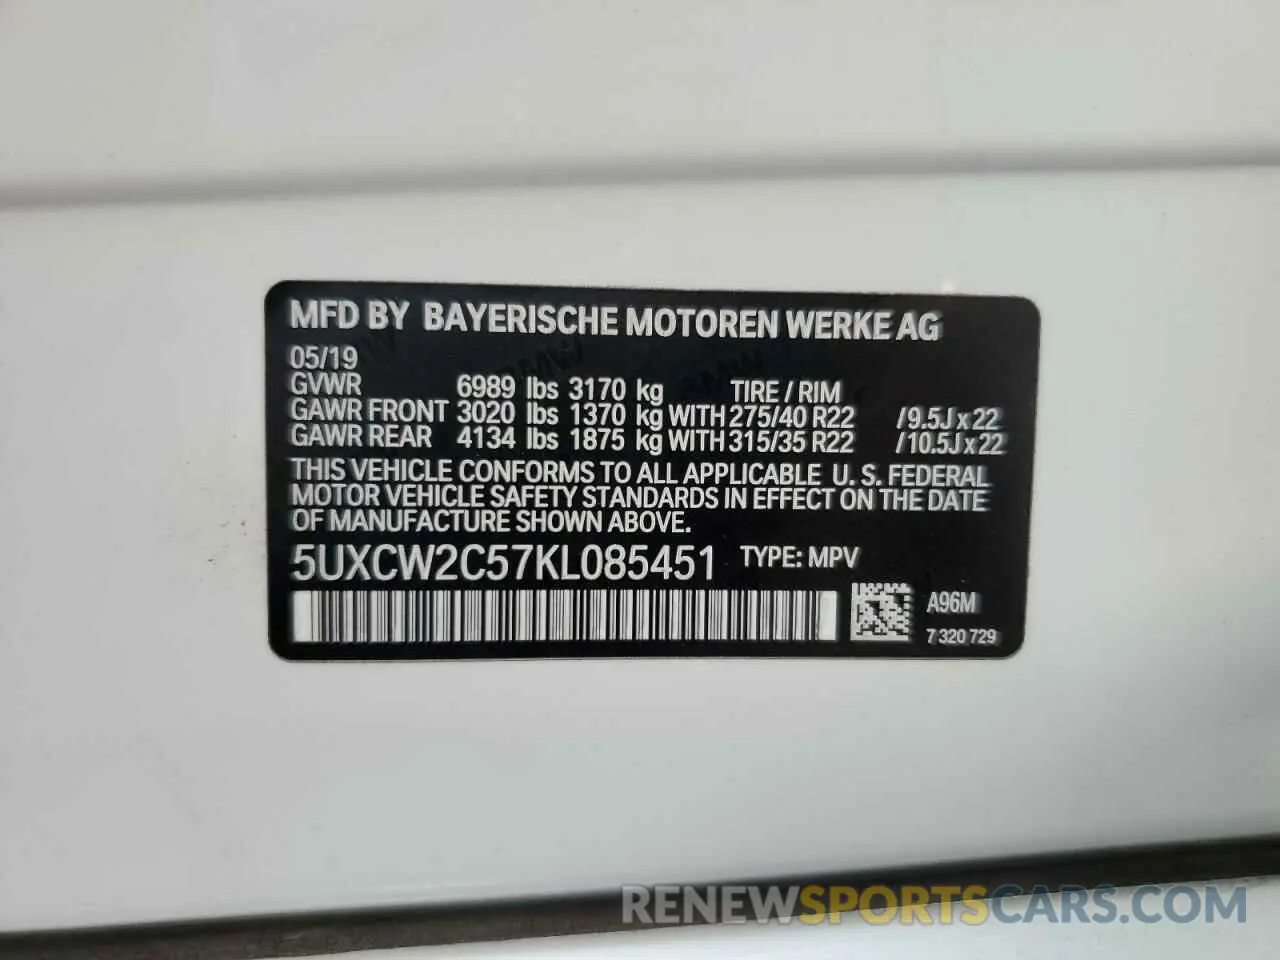 MFD BY BAYERISCHE MOTOREN WERKE AG
05/19
GVWR 6989 lbs 3170 kg TIRE / RIM
GAWR FRONT 3020 lbs 1370 kg WITH 275/40 R22 /9.5J x 22
GAWR REAR 4134 lbs 1875 kg WITH 315/35 R22 /10.5J x 22
THIS VEHICLE CONFORMS TO ALL APPLICABLE U. S. FEDERAL
MOTOR VEHICLE SAFETY STANDARDS IN EFFECT ON THE DATE
OF MANUFACTURE SHOWN ABOVE.
5UXCW2C57KL085451 TYPE: MPV
A96M
7 320 729
RENEWSPORTSCARS.COM